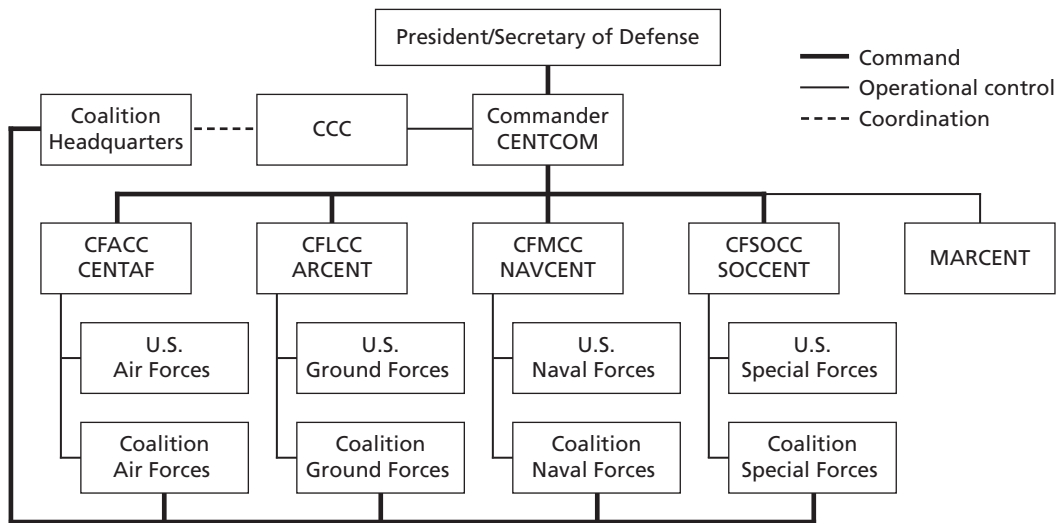 President/Secretary of Defense
Command
Operational control
Coordination
Coalition
Headquarters
CCC
Commander
CENTCOM
CFACC
CENTAF
CFLCC
ARCENT
CFMCC
NAVCENT
CFSOCC
SOCCENT
MARCENT
U.S.
Air Forces
U.S.
Ground Forces
U.S.
Naval Forces
U.S.
Special Forces
Coalition
Air Forces
Coalition
Ground Forces
Coalition
Naval Forces
Coalition
Special Forces